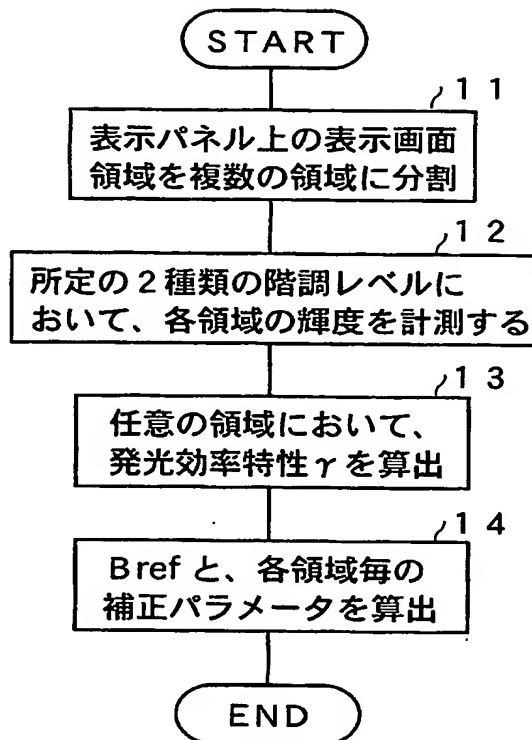 START
11
表示パネル上の表示画面
領域を複数の領域に分割
12
所定の2種類の階調レベルに
おいて、各領域の輝度を計測する
13
任意の領域において、
発光効率特性γを算出
14
Brefと、各領域毎の
補正パラメータを算出
END